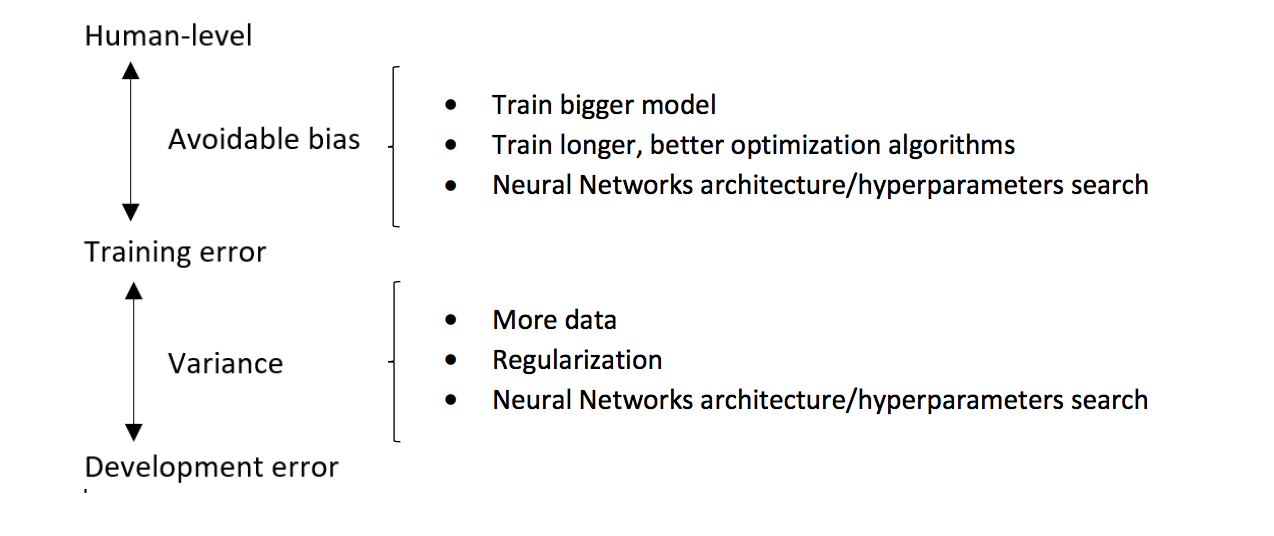 Human-level
Avoidable bias
• Train bigger model
• Train longer, better optimization algorithms
• Neural Networks architecture/hyperparameters search
Training error
Variance
• More data
• Regularization
• Neural Networks architecture/hyperparameters search
Development error